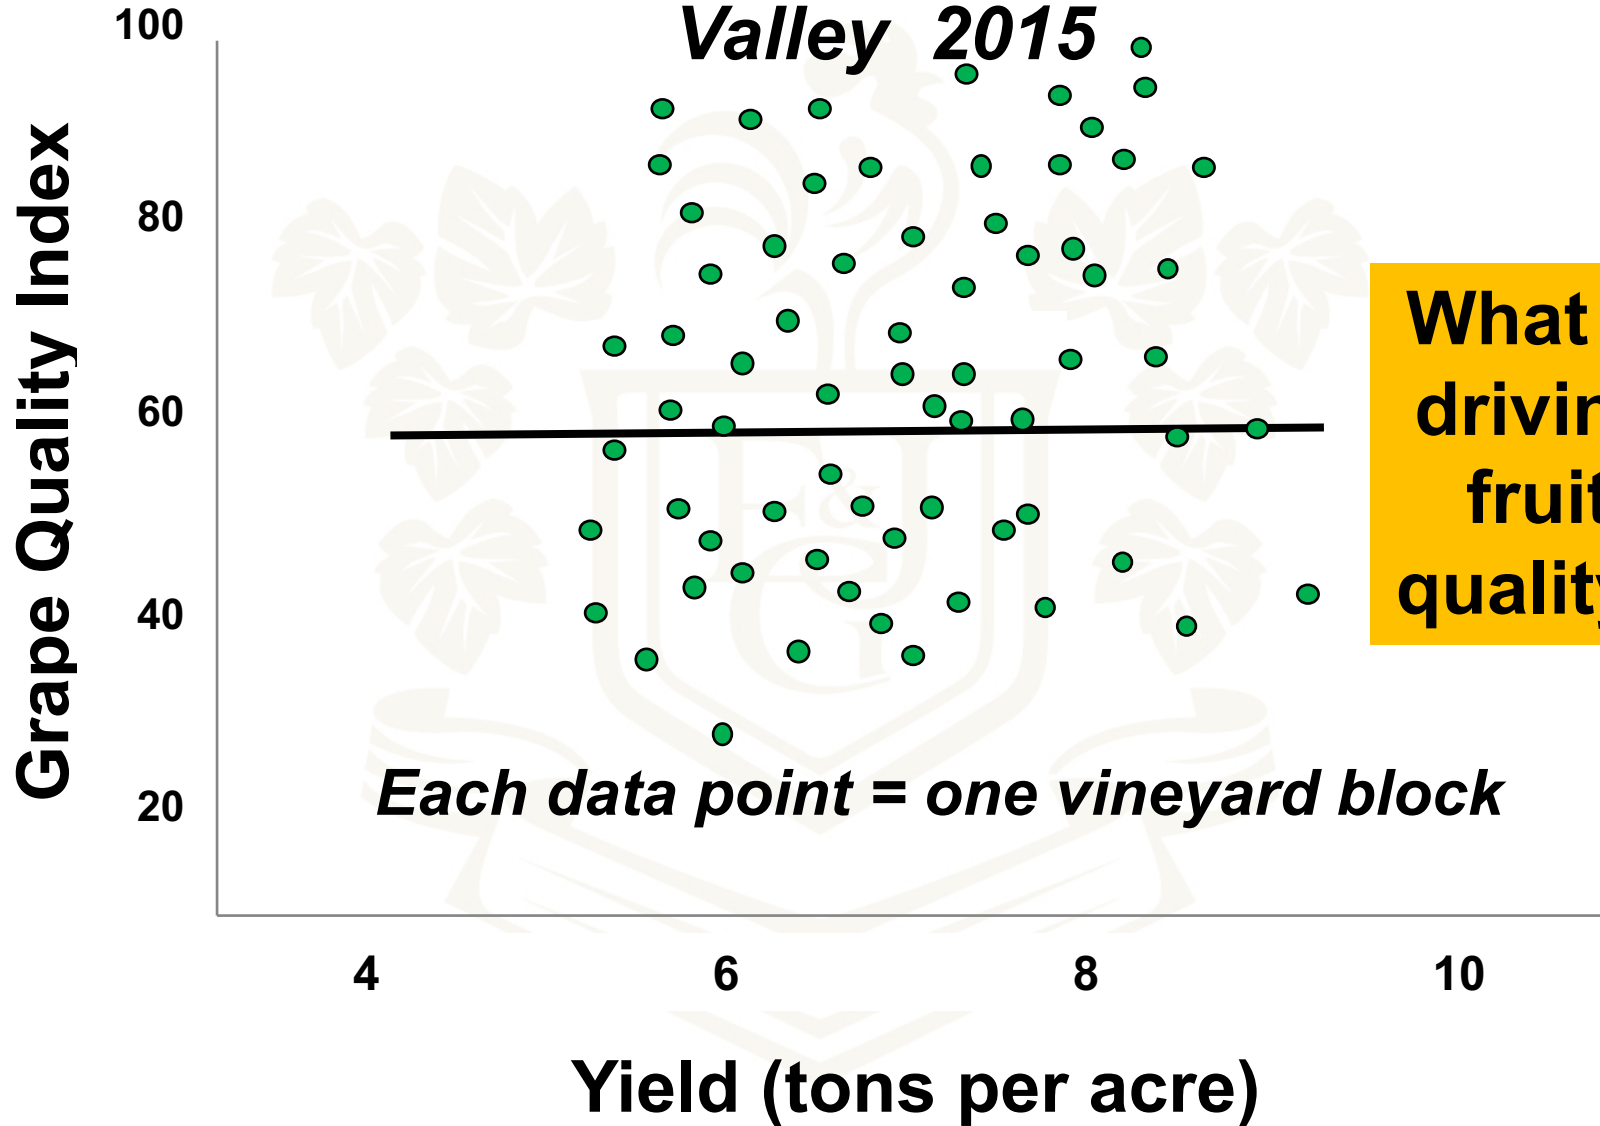 Valley 2015
100
80
60
40
20
Grape Quality Index
What
drivin
fruit
quality
Each data point = one vineyard block
4 6 8 10
Yield (tons per acre)
E&
G